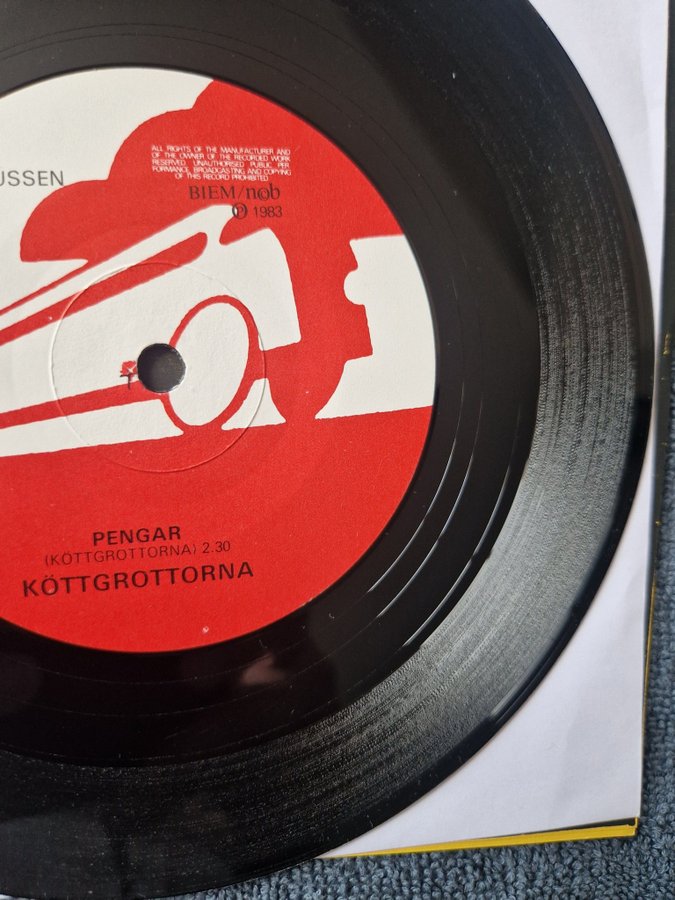 USSEN
ALL RIGHTS OF THE MANUFACTURER AND
OF THE OWNER OF THE RECORDED WORK
RESERVED. UNAUTHORISED PUBLIC PER-
FORMANCE, BROADCASTING AND COPYING
OF THIS RECORD PROHIBITED
BIEM/ncb
Ⓟ 1983
PENGAR
(KÖTTGROTTORNA) 2.30
KÖTTGROTTORNA